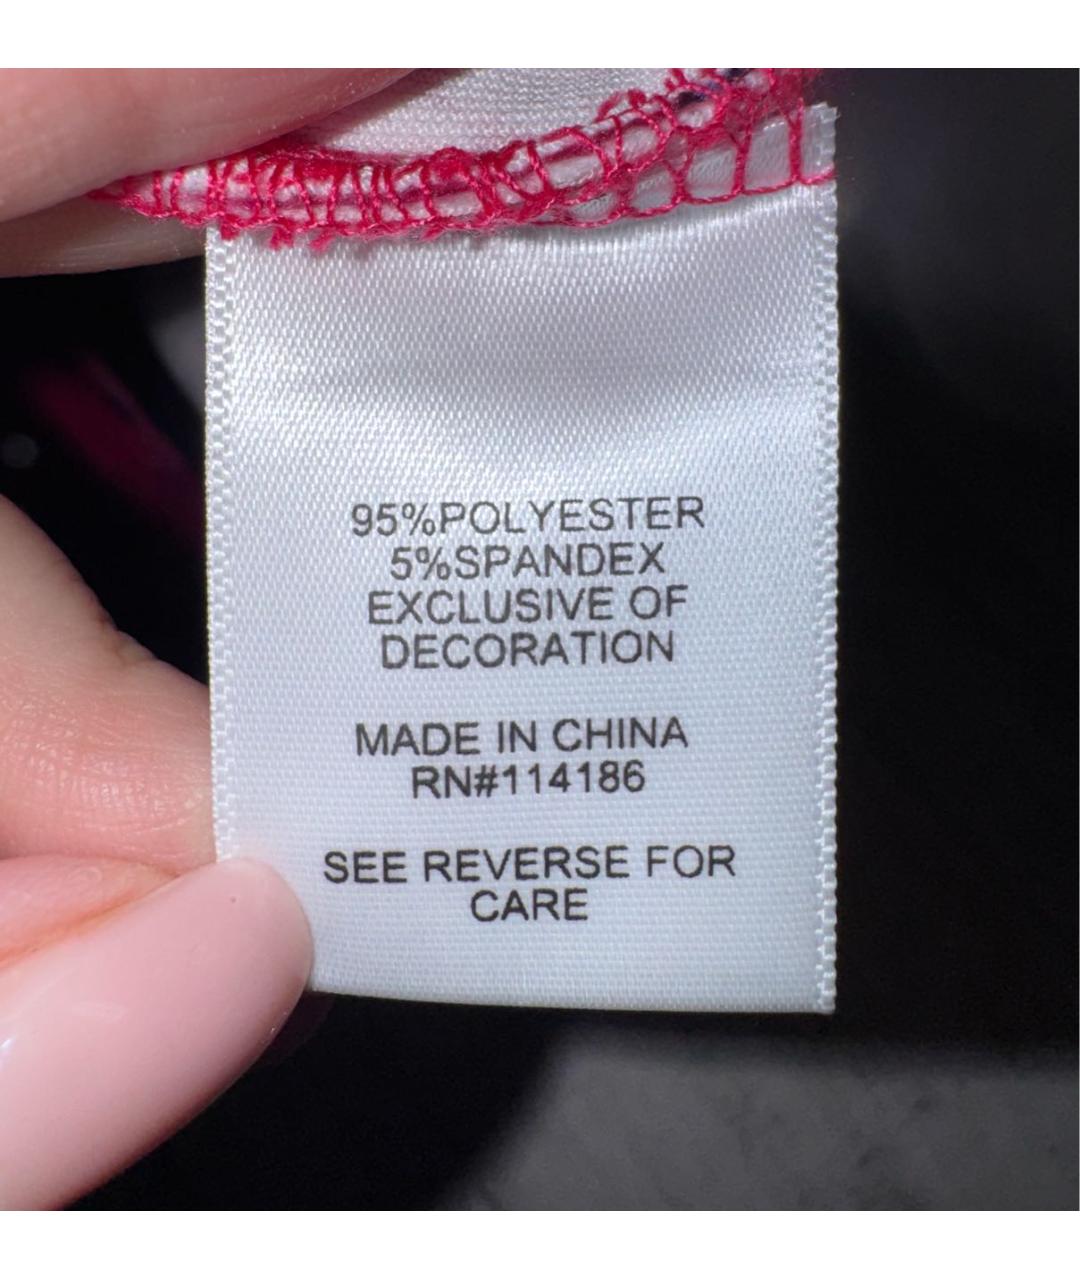 95%POLYESTER
5%SPANDEX
EXCLUSIVE OF
DECORATION
MADE IN CHINA
RN#114186
SEE REVERSE FOR
CARE